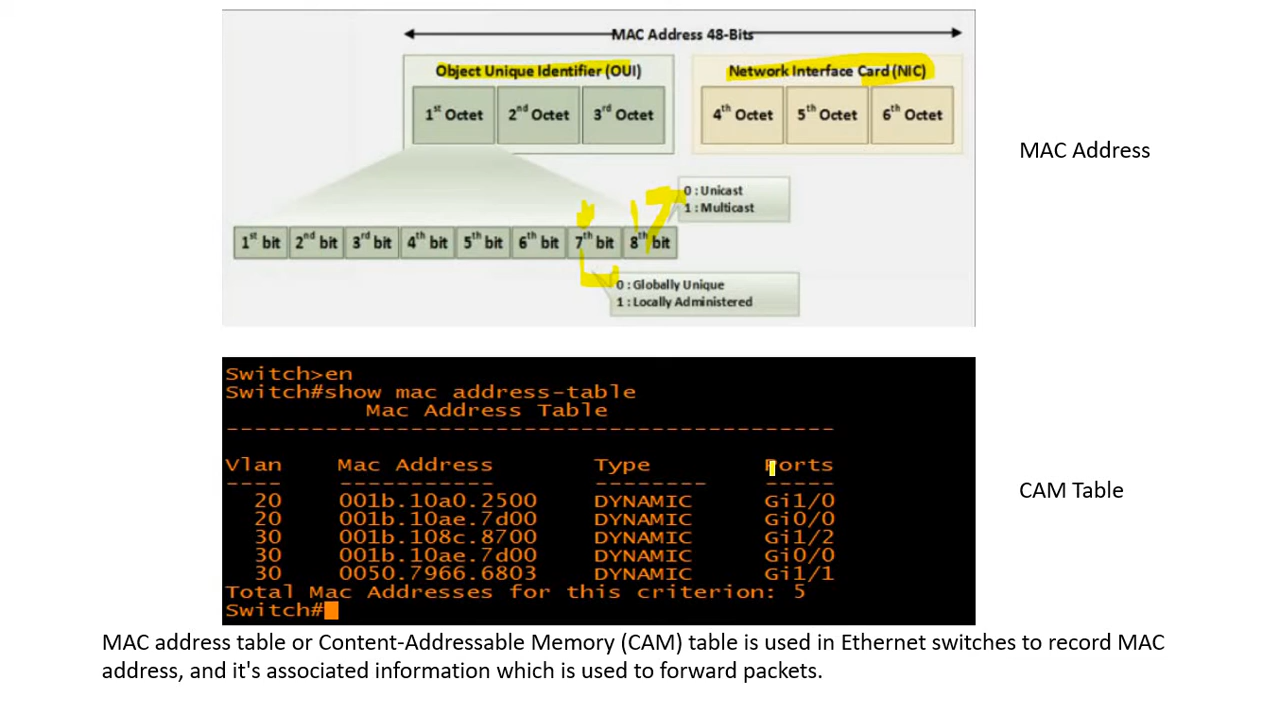 MAC Address 48-Bits
Object Unique Identifier (OUI)
Network Interface Card (NIC)
1st Octet
2nd Octet
3rd Octet
4th Octet
5th Octet
6th Octet
MAC Address
0 : Unicast
1 : Multicast
1st bit
2nd bit
3rd bit
4th bit
5th bit
6th bit
7th bit
8th bit
0 : Globally Unique
1 : Locally Administered
Switch>en
Switch#show mac address-table
Mac Address Table
-------------------------------------------
Vlan Mac Address Type Ports
---- ----------- -------- -----
20 001b.10a0.2500 DYNAMIC Gi1/0
20 001b.10ae.7d00 DYNAMIC Gi0/0
30 001b.108c.8700 DYNAMIC Gi1/2
30 001b.10ae.7d00 DYNAMIC Gi0/0
30 0050.7966.6803 DYNAMIC Gi1/1
Total Mac Addresses for this criterion: 5
Switch#
CAM Table
MAC address table or Content-Addressable Memory (CAM) table is used in Ethernet switches to record MAC
address, and it's associated information which is used to forward packets.